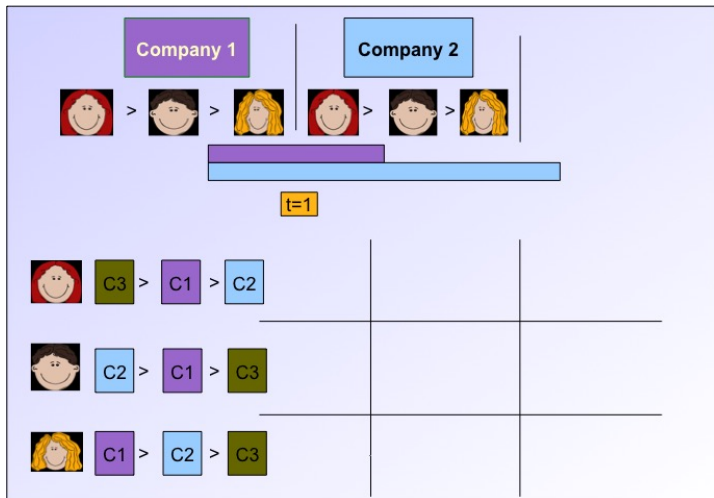 Company 1 Company 2
> > > >
t=1
C3 > C1 > C2
C2 > C1 > C3
C1 > C2 > C3